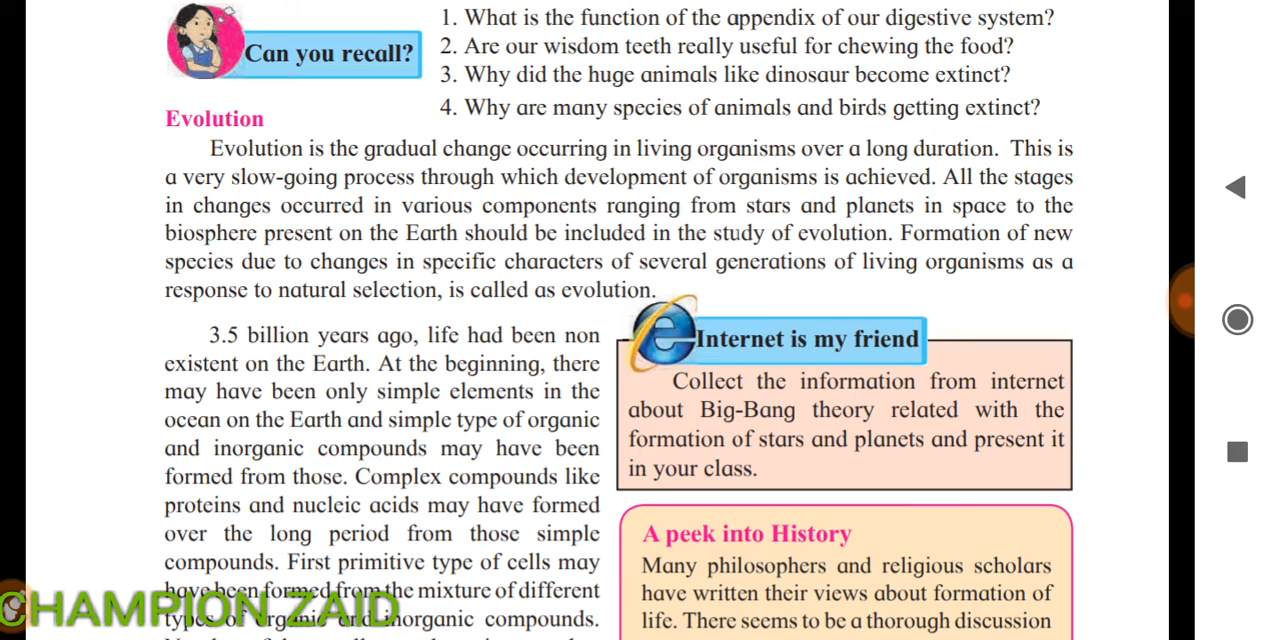 1. What is the function of the appendix of our digestive system?
Can you recall?
2. Are our wisdom teeth really useful for chewing the food?
3. Why did the huge animals like dinosaur become extinct?
4. Why are many species of animals and birds getting extinct?
Evolution
Evolution is the gradual change occurring in living organisms over a long duration. This is
a very slow-going process through which development of organisms is achieved. All the stages
in changes occurred in various components ranging from stars and planets in space to the
biosphere present on the Earth should be included in the study of evolution. Formation of new
species due to changes in specific characters of several generations of living organisms as a
response to natural selection, is called as evolution.
3.5 billion years ago, life had been non
existent on the Earth. At the beginning, there
may have been only simple elements in the
ocean on the Earth and simple type of organic
and inorganic compounds may have been
formed from those. Complex compounds like
proteins and nucleic acids may have formed
over the long period from those simple
compounds. First primitive type of cells may
have been formed from the mixture of different
types of organic and inorganic compounds.
Internet is my friend
Collect the information from internet
about Big-Bang theory related with the
formation of stars and planets and present it
in your class.
A peek into History
Many philosophers and religious scholars
have written their views about formation of
life. There seems to be a thorough discussion
CHAMPION ZAID